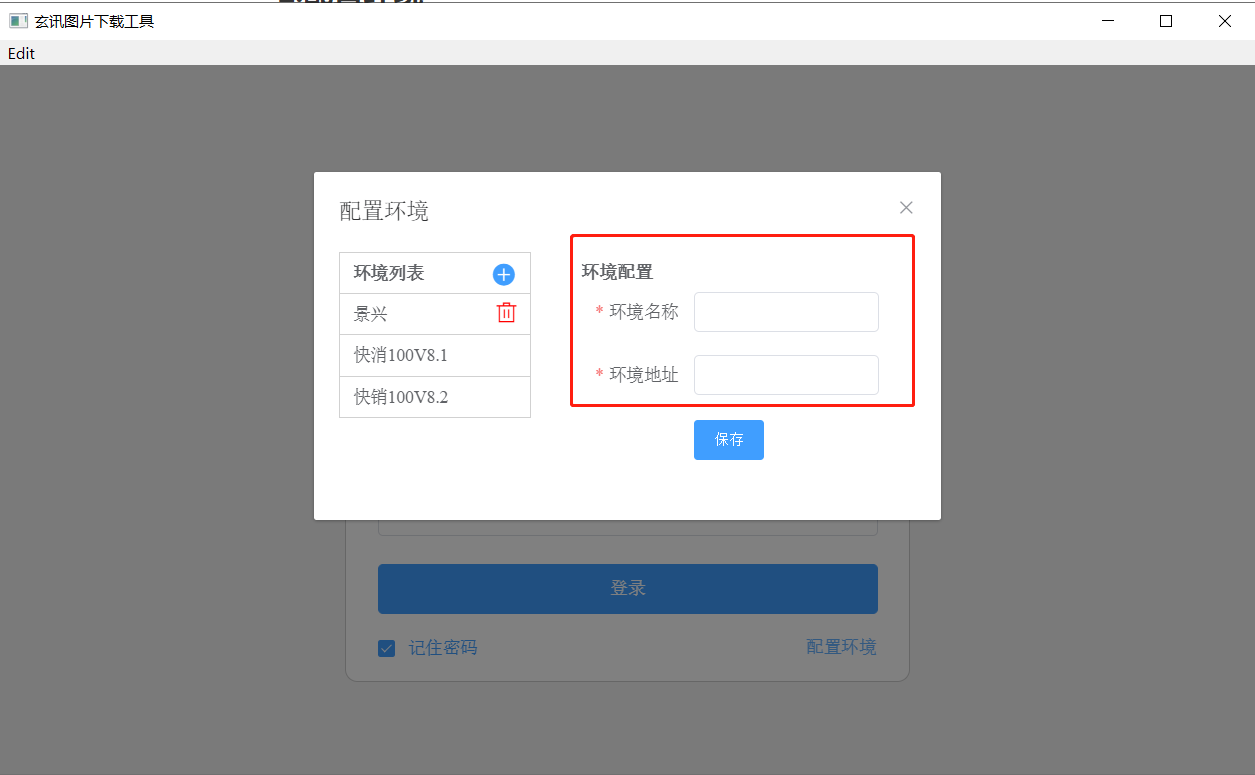 玄讯图片下载工具
Edit
配置环境
环境列表
景兴
快消100V8.1
快销100V8.2
环境配置
* 环境名称
* 环境地址
保存
登录
记住密码
配置环境